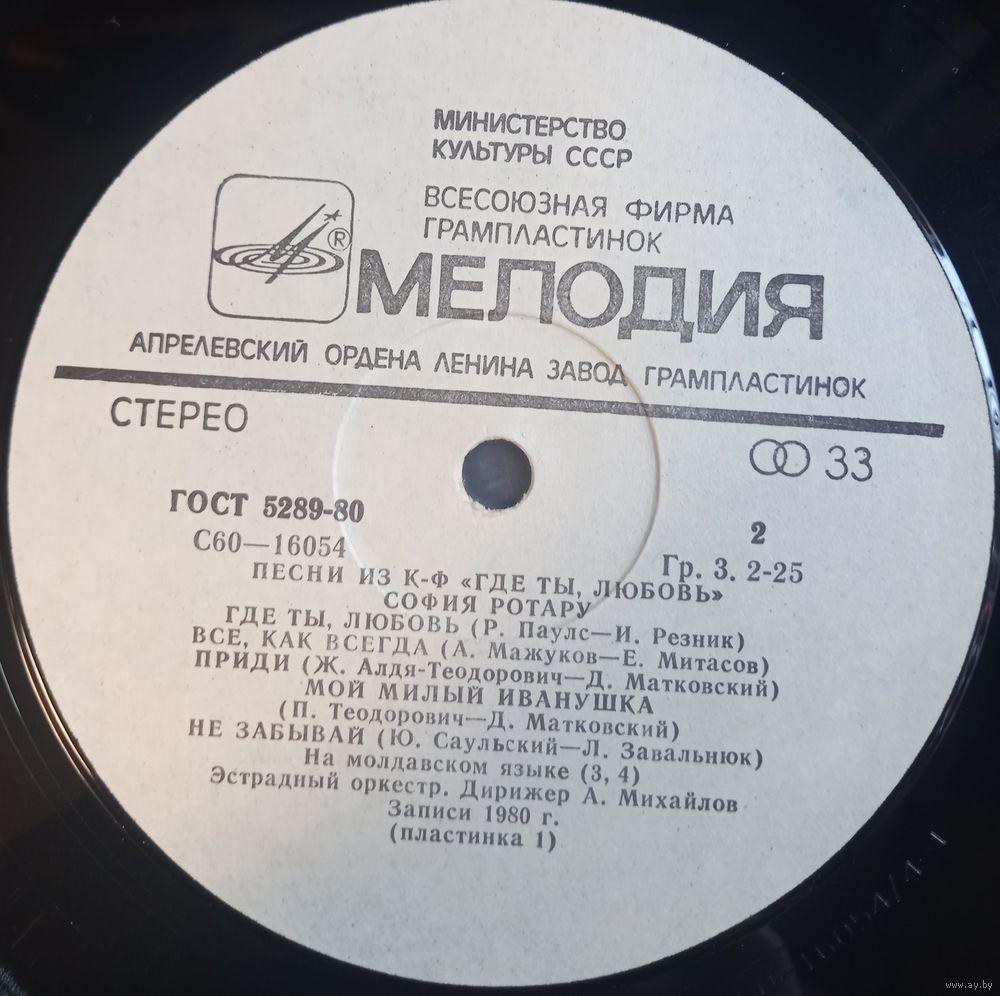 МИНИСТЕРСТВО
КУЛЬТУРЫ СССР
ВСЕСОЮЗНАЯ ФИРМА
ГРАМПЛАСТИНОК
®
МЕЛОДИЯ
АПРЕЛЕВСКИЙ ОРДЕНА ЛЕНИНА ЗАВОД ГРАМПЛАСТИНОК
СТЕРЕО
33
ГОСТ 5289-80
2
С60—16054
Гр. 3. 2-25
ПЕСНИ ИЗ К-Ф «ГДЕ ТЫ, ЛЮБОВЬ»
СОФИЯ РОТАРУ
ГДЕ ТЫ, ЛЮБОВЬ (Р. Паулс—И. Резник)
ВСЕ, КАК ВСЕГДА (А. Мажуков—Е. Митасов)
ПРИДИ (Ж. Алдя-Теодорович—Д. Матковский)
МОЙ МИЛЫЙ ИВАНУШКА
(П. Теодорович—Д. Матковский)
НЕ ЗАБЫВАЙ (Ю. Саульский—Л. Завальнюк)
На молдавском языке (3, 4)
Эстрадный оркестр. Дирижер А. Михайлов
Записи 1980 г.
(пластинка 1)
www.ay.by